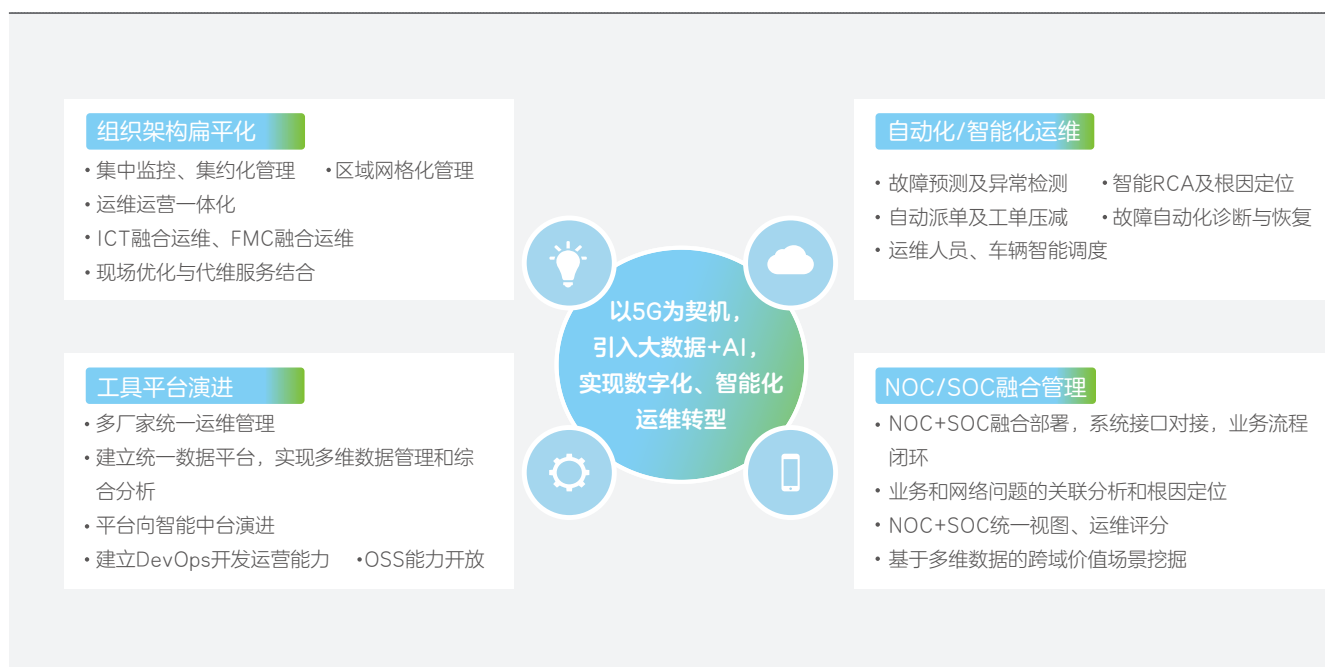 组织架构扁平化
•集中监控、集约化管理 •区域网格化管理
•运维运营一体化
•ICT融合运维、FMC融合运维
•现场优化与代维服务结合
自动化/智能化运维
•故障预测及异常检测 •智能RCA及根因定位
•自动派单及工单压减 •故障自动化诊断与恢复
•运维人员、车辆智能调度
以5G为契机，
引入大数据+AI，
实现数字化、智能化
运维转型
工具平台演进
•多厂家统一运维管理
•建立统一数据平台，实现多维数据管理和综
合分析
•平台向智能中台演进
•建立DevOps开发运营能力 •OSS能力开放
NOC/SOC融合管理
•NOC+SOC融合部署，系统接口对接，业务流程
闭环
•业务和网络问题的关联分析和根因定位
•NOC+SOC统一视图、运维评分
•基于多维数据的跨域价值场景挖掘